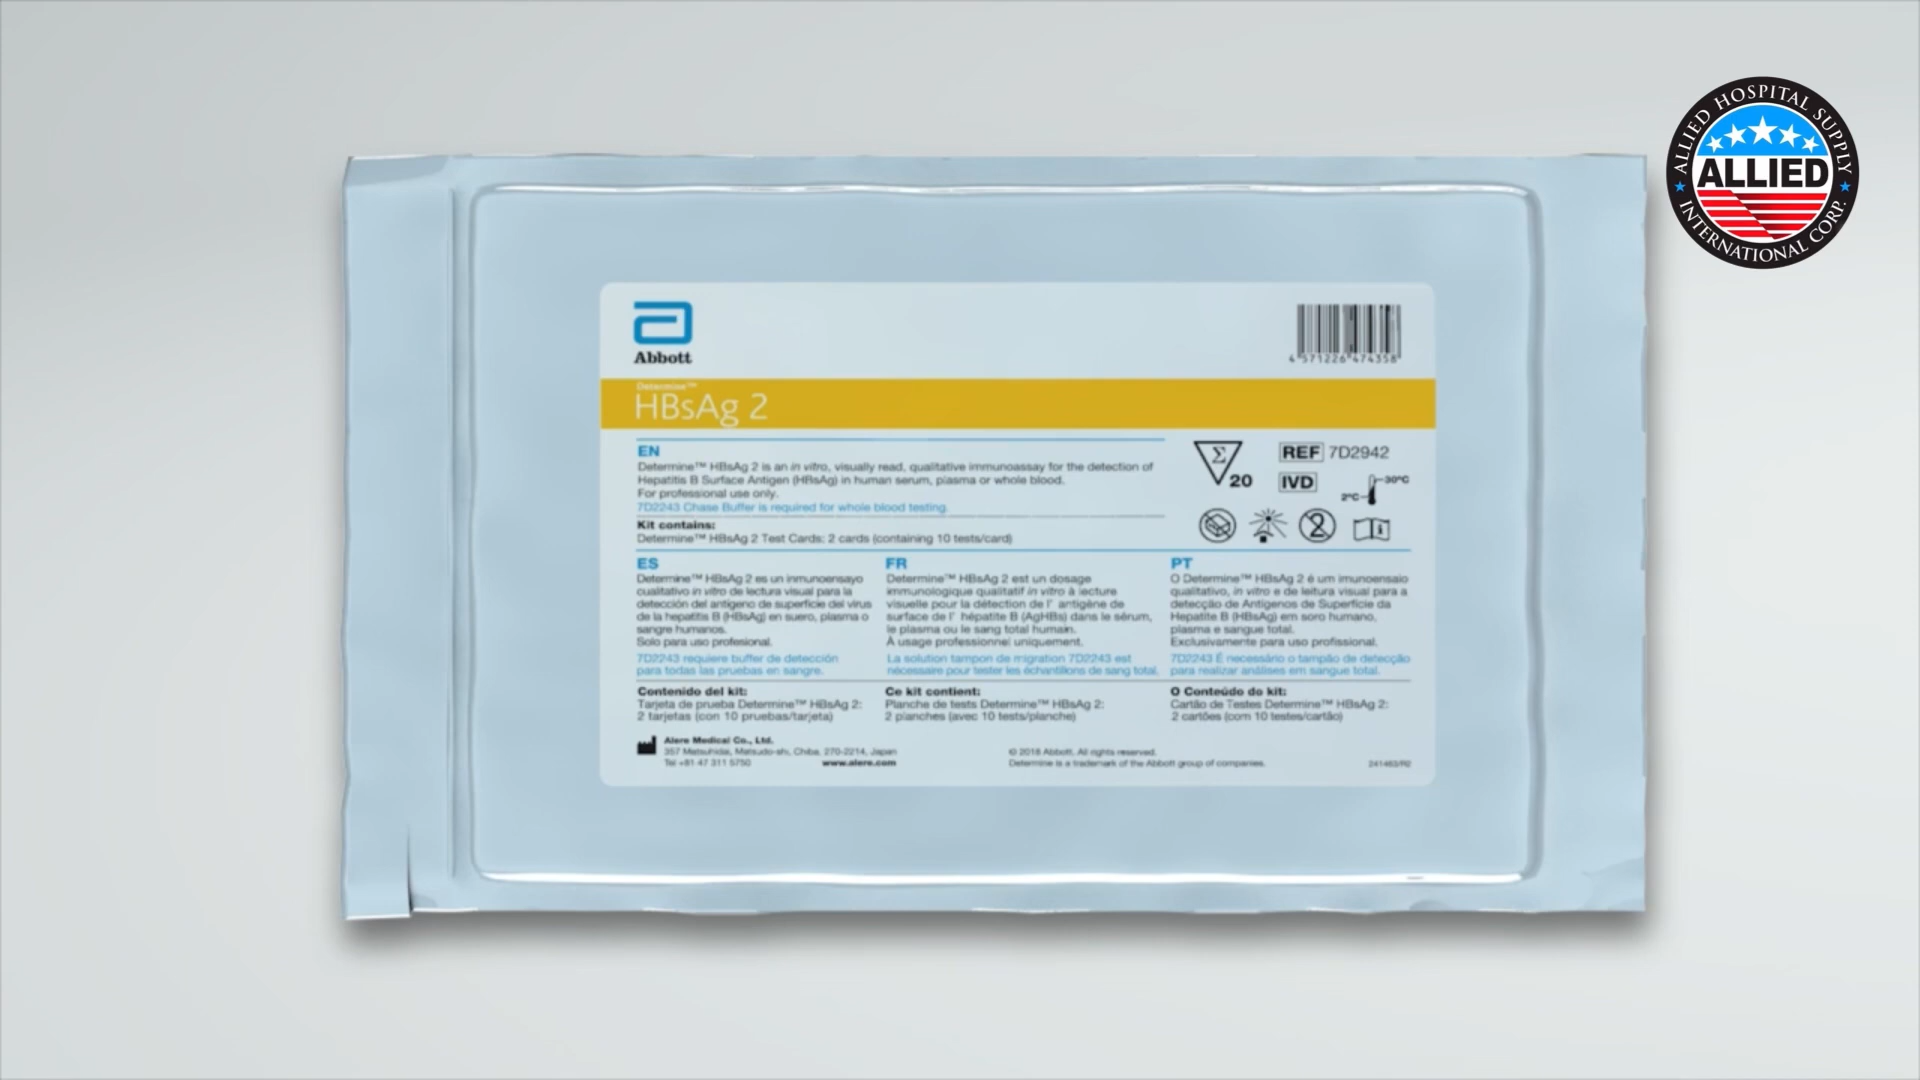 ALLIED HOSPITAL SUPPLY
ALLIED
INTERNATIONAL CORP.
Abbott
4 571226 474358
Determine™
HBsAg 2
EN
Determine™ HBsAg 2 is an in vitro, visually read, qualitative immunoassay for the detection of
Hepatitis B Surface Antigen (HBsAg) in human serum, plasma or whole blood.
For professional use only.
7D2243 Chase Buffer is required for whole blood testing.
Kit contains:
Determine™ HBsAg 2 Test Cards: 2 cards (containing 10 tests/card)
Σ
20
REF 7D2942
IVD
2°C
30°C
2
i
ES
Determine™ HBsAg 2 es un inmunoensayo
cualitativo in vitro de lectura visual para la
detección del antígeno de superficie del virus
de la hepatitis B (HBsAg) en suero, plasma o
sangre humanos.
Solo para uso profesional.
7D2243 requiere buffer de detección
para todas las pruebas en sangre.
Contenido del kit:
Tarjeta de prueba Determine™ HBsAg 2:
2 tarjetas (con 10 pruebas/tarjeta)
FR
Determine™ HBsAg 2 est un dosage
immunologique qualitatif in vitro à lecture
visuelle pour la détection de l' antigène de
surface de l' hépatite B (AgHBs) dans le sérum,
le plasma ou le sang total humain.
À usage professionnel uniquement.
La solution tampon de migration 7D2243 est
nécessaire pour tester les échantillons de sang total.
Ce kit contient:
Planche de tests Determine™ HBsAg 2:
2 planches (avec 10 tests/planche)
PT
O Determine™ HBsAg 2 é um imunoensaio
qualitativo, in vitro e de leitura visual para a
detecção de Antígenos de Superfície da
Hepatite B (HBsAg) em soro humano,
plasma e sangue total.
Exclusivamente para uso profissional.
7D2243 É necessário o tampão de detecção
para realizar análises em sangue total.
O Conteúdo do kit:
Cartão de Testes Determine™ HBsAg 2:
2 cartões (com 10 testes/cartão)
Alere Medical Co., Ltd.
357 Matsuhidai, Matsudo-shi, Chiba, 270-2214, Japan
Tel +81 47 311 5750 www.alere.com
© 2018 Abbott. All rights reserved.
Determine is a trademark of the Abbott group of companies.
241463/R2